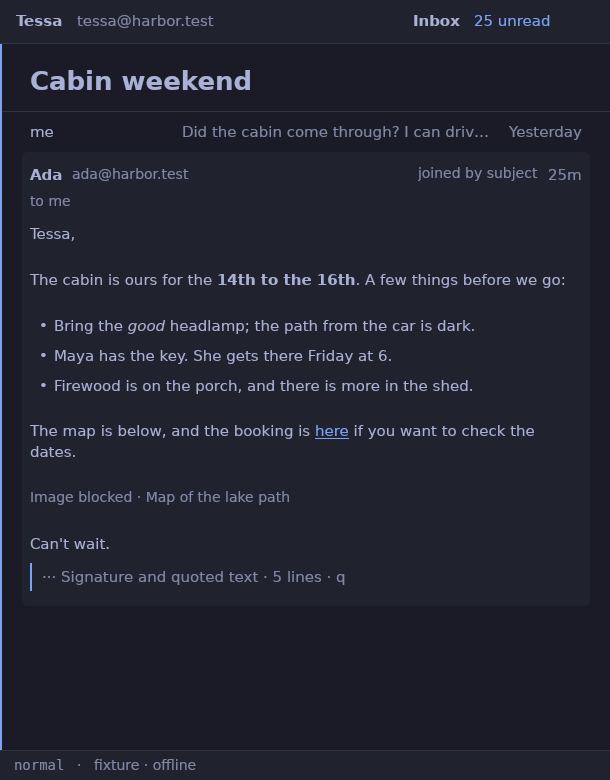 Tessa tessa@harbor.test Inbox 25 unread
Cabin weekend
me Did the cabin come through? I can driv… Yesterday
Ada ada@harbor.test joined by subject 25m
to me
Tessa,
The cabin is ours for the 14th to the 16th. A few things before we go:
• Bring the good headlamp; the path from the car is dark.
• Maya has the key. She gets there Friday at 6.
• Firewood is on the porch, and there is more in the shed.
The map is below, and the booking is here if you want to check the
dates.
Image blocked · Map of the lake path
Can't wait.
··· Signature and quoted text · 5 lines · q
normal · fixture · offline